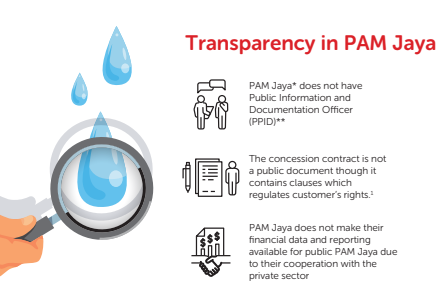 Transparency in PAM Jaya
PAM Jaya* does not have
Public Information and
Documentation Officer
(PPID)**
The concession contract is not
a public document though it
contains clauses which
regulates customer's rights.¹
PAM Jaya does not make their
financial data and reporting
available for public PAM Jaya due
to their cooperation with the
private sector
$$$